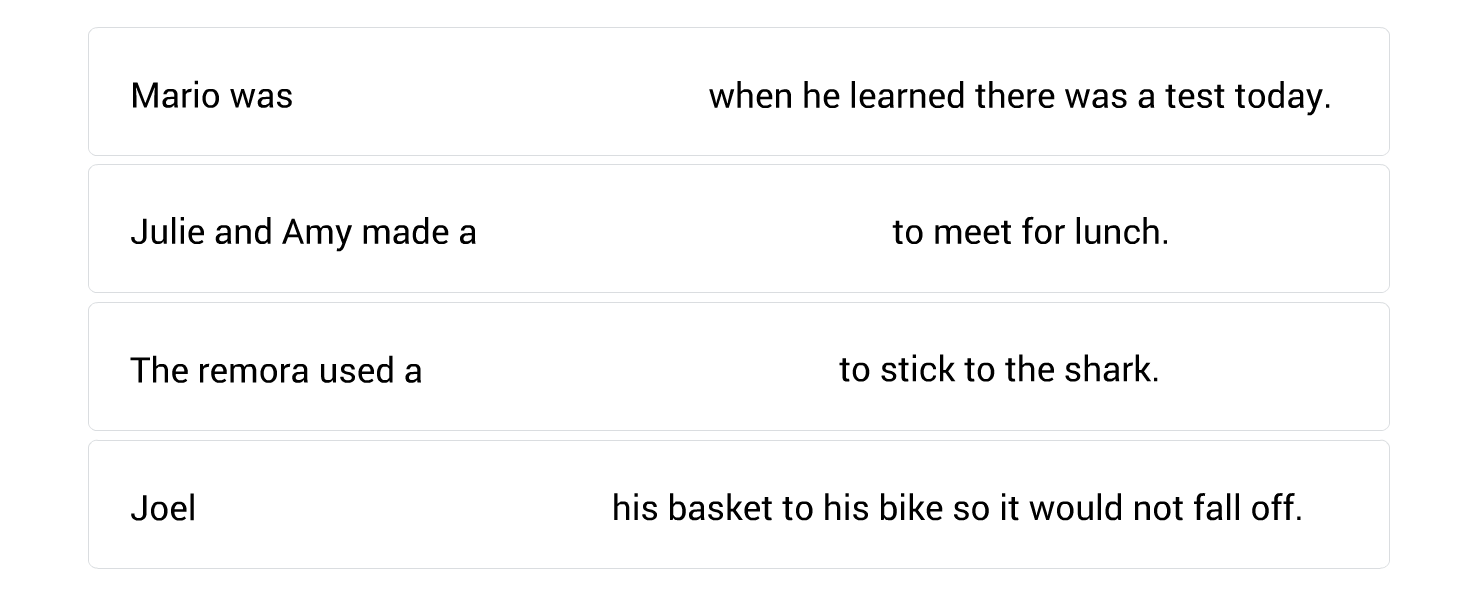 Mario was when he learned there was a test today.
Julie and Amy made a to meet for lunch.
The remora used a to stick to the shark.
Joel his basket to his bike so it would not fall off.